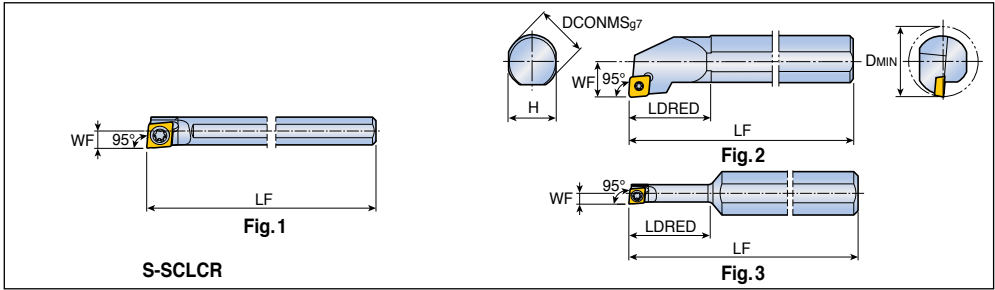 WF
95°
LF
Fig.1
S-SCLCR
DCONMSg7
H
WF
95°
LDRED
LF
DMIN
Fig.2
WF
95°
LDRED
LF
Fig.3